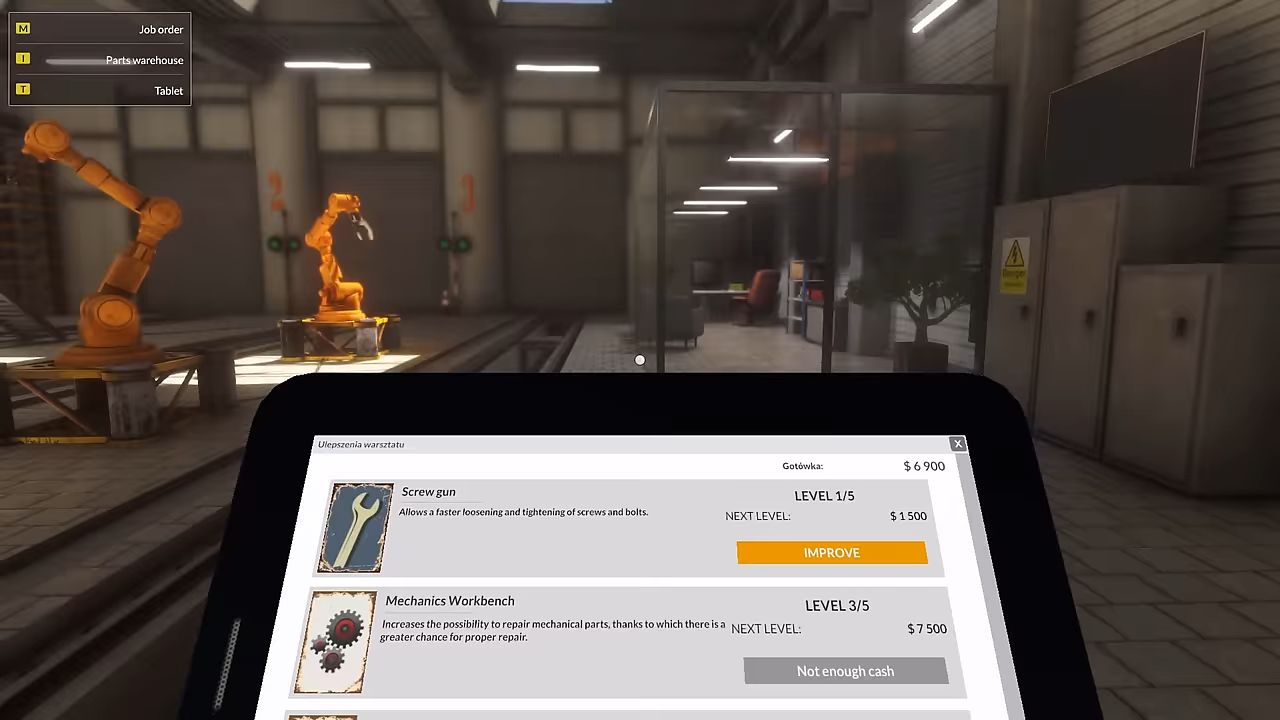 M Job order
I Parts warehouse
T Tablet
2
3
Danger
Ulepszenia warsztatu
X
Gotówka: $ 6 900
Screw gun
Allows a faster loosening and tightening of screws and bolts.
LEVEL 1/5
NEXT LEVEL: $ 1 500
IMPROVE
Mechanics Workbench
Increases the possibility to repair mechanical parts, thanks to which there is a
greater chance for proper repair.
LEVEL 3/5
NEXT LEVEL: $ 7 500
Not enough cash